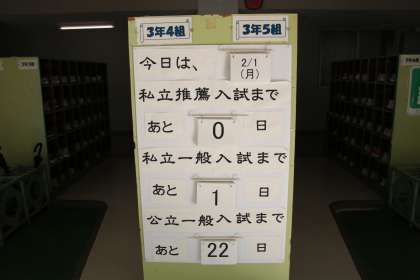 3年4組 3年5組
今日は、 2/1
(月)
私立推薦入試まで
あと 0 日
私立一般入試まで
あと 1 日
公立一般入試まで
あと 22 日